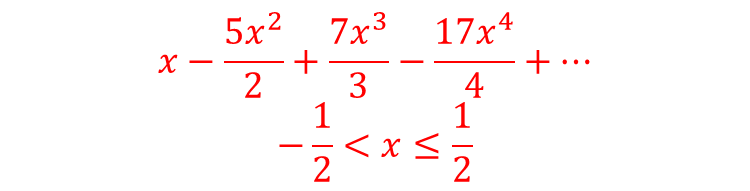 x − 5x²/2 + 7x³/3 − 17x⁴/4 + ⋯
−1/2 < x ≤ 1/2